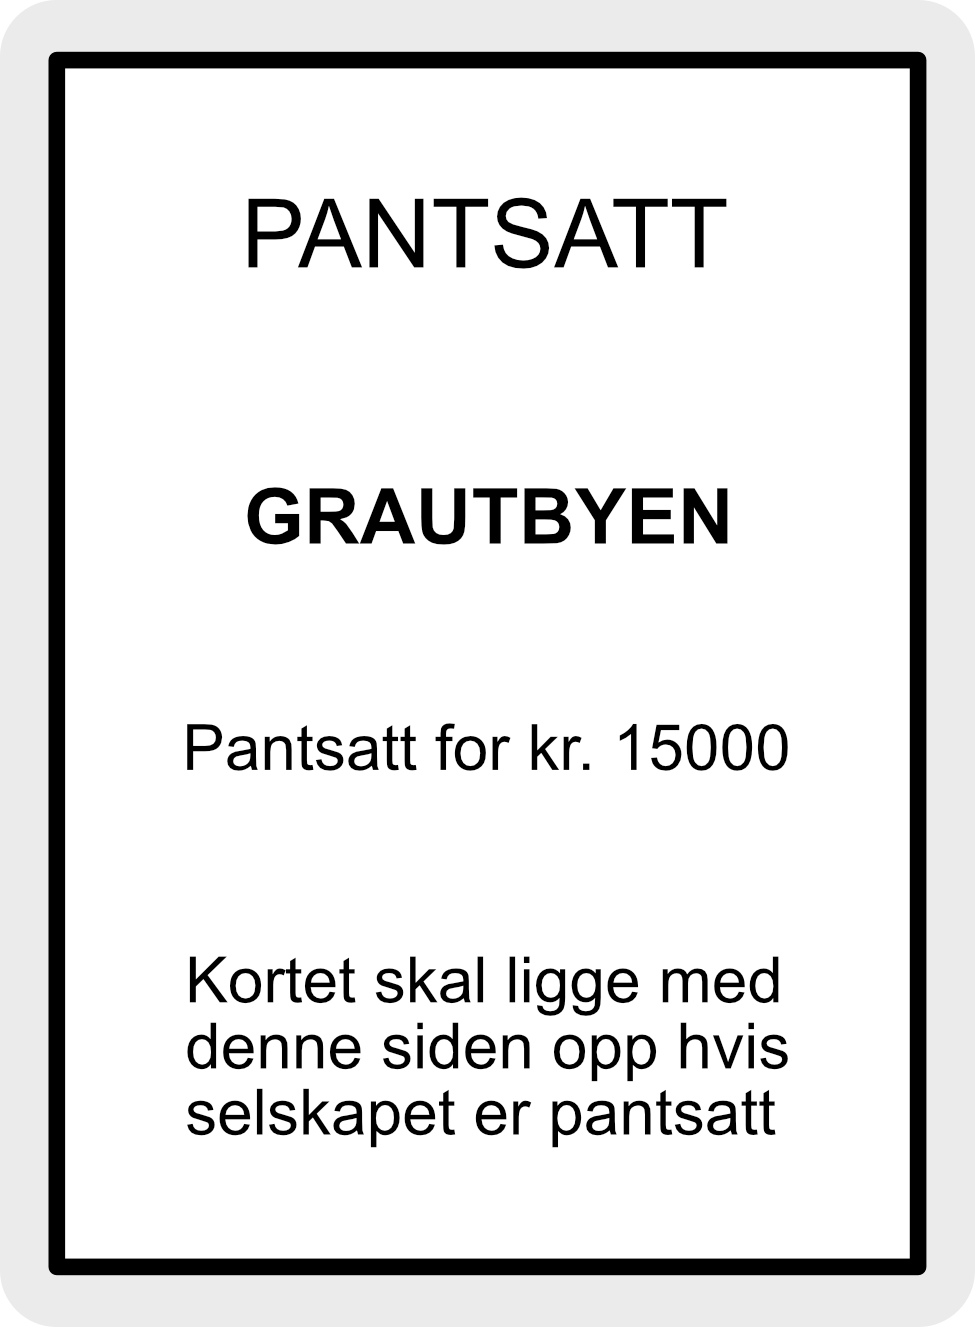 PANTSATT
GRAUTBYEN
Pantsatt for kr. 15000
Kortet skal ligge med
denne siden opp hvis
selskapet er pantsatt